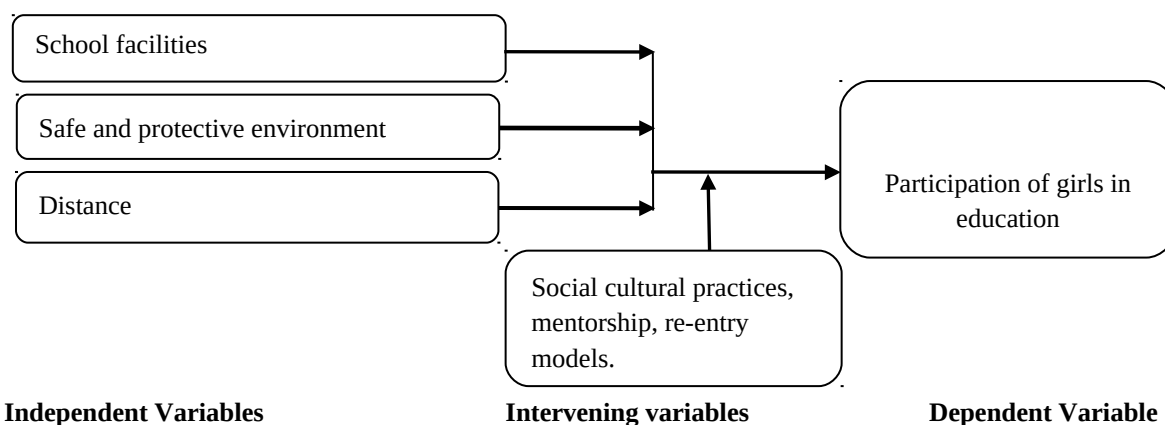 School facilities
Safe and protective environment
Distance
Participation of girls in
education
Social cultural practices,
mentorship, re-entry
models.
Independent Variables
Intervening variables
Dependent Variable